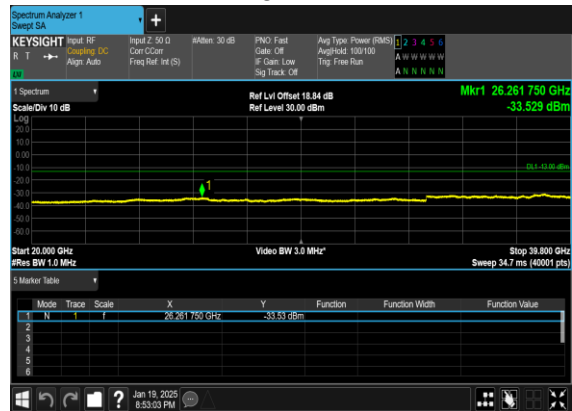 Spectrum Analyzer 1
Swept SA
+
KEYSIGHT Input: RF Input Z: 50 Ω #Atten: 30 dB PNO: Fast Avg Type: Power (RMS) 1 2 3 4 5 6
R T Coupling: DC Corr CCorr Gate: Off Avg|Hold: 100/100 A W W W W W
Align: Auto Freq Ref: Int (S) IF Gain: Low Trig: Free Run A N N N N N
Sig Track: Off
1 Spectrum
Ref Lvl Offset 18.84 dB Mkr1 26.261 750 GHz
Scale/Div 10 dB Ref Level 30.00 dBm -33.529 dBm
Log
20.0
10.0
0.00
-10.0
DL1 -13.00 dBm
-20.0
1
-30.0
-40.0
-50.0
-60.0
Start 20.000 GHz Video BW 3.0 MHz* Stop 39.800 GHz
#Res BW 1.0 MHz Sweep 34.7 ms (40001 pts)
5 Marker Table
Mode Trace Scale X Y Function Function Width Function Value
1 N 1 f 26.261 750 GHz -33.53 dBm
2
3
4
5
6
? Jan 19, 2025
8:53:03 PM